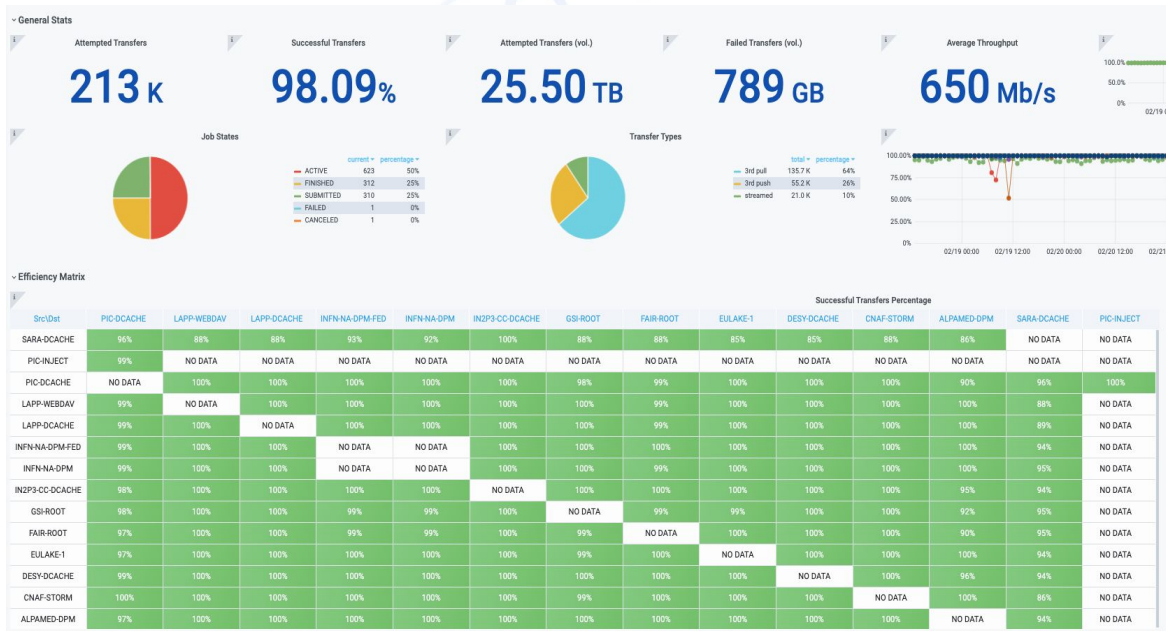 General Stats
Attempted Transfers Successful Transfers Attempted Transfers (vol.) Failed Transfers (vol.) Average Throughput
213 K 98.09% 25.50 TB 789 GB 650 Mb/s
100.0%
50.0%
0%
02/19 0
Job States Transfer Types
current percentage
ACTIVE 623 50%
FINISHED 312 25%
SUBMITTED 310 25%
FAILED 1 0%
CANCELED 1 0%
total percentage
3rd pull 135.7 K 64%
3rd push 55.2 K 26%
streamed 21.0 K 10%
100.00%
75.00%
50.00%
25.00%
0%
02/19 00:00 02/19 12:00 02/20 00:00 02/20 12:00 02/21
Efficiency Matrix
Successful Transfers Percentage
Src\Dst PIC-DCACHE LAPP-WEBDAV LAPP-DCACHE INFN-NA-DPM-FED INFN-NA-DPM IN2P3-CC-DCACHE GSI-ROOT FAIR-ROOT EULAKE-1 DESY-DCACHE CNAF-STORM ALPAMED-DPM SARA-DCACHE PIC-INJECT
SARA-DCACHE 96% 88% 88% 93% 92% 100% 88% 88% 85% 85% 88% 86% NO DATA NO DATA
PIC-INJECT 99% NO DATA NO DATA NO DATA NO DATA NO DATA NO DATA NO DATA NO DATA NO DATA NO DATA NO DATA NO DATA NO DATA
PIC-DCACHE NO DATA 100% 100% 100% 100% 100% 98% 99% 100% 100% 100% 90% 96% 100%
LAPP-WEBDAV 99% NO DATA 100% 100% 100% 100% 100% 99% 100% 100% 100% 100% 88% NO DATA
LAPP-DCACHE 99% 100% NO DATA 100% 100% 100% 100% 99% 100% 100% 100% 100% 89% NO DATA
INFN-NA-DPM-FED 99% 100% 100% NO DATA NO DATA 100% 100% 100% 100% 100% 100% 100% 94% NO DATA
INFN-NA-DPM 99% 100% 100% NO DATA NO DATA 100% 100% 99% 100% 100% 100% 100% 95% NO DATA
IN2P3-CC-DCACHE 98% 100% 100% 100% 100% NO DATA 100% 100% 100% 100% 100% 95% 94% NO DATA
GSI-ROOT 98% 100% 100% 99% 99% 100% NO DATA 99% 99% 100% 100% 92% 95% NO DATA
FAIR-ROOT 97% 100% 100% 99% 99% 100% 99% NO DATA 100% 100% 100% 90% 95% NO DATA
EULAKE-1 97% 100% 100% 100% 100% 100% 99% 100% NO DATA 100% 100% 100% 94% NO DATA
DESY-DCACHE 99% 100% 100% 100% 100% 100% 100% 100% 100% NO DATA 100% 96% 94% NO DATA
CNAF-STORM 100% 100% 100% 100% 100% 100% 99% 100% 100% 100% NO DATA 100% 86% NO DATA
ALPAMED-DPM 97% 100% 100% 100% 100% 100% 100% 100% 100% 100% 100% NO DATA 94% NO DATA